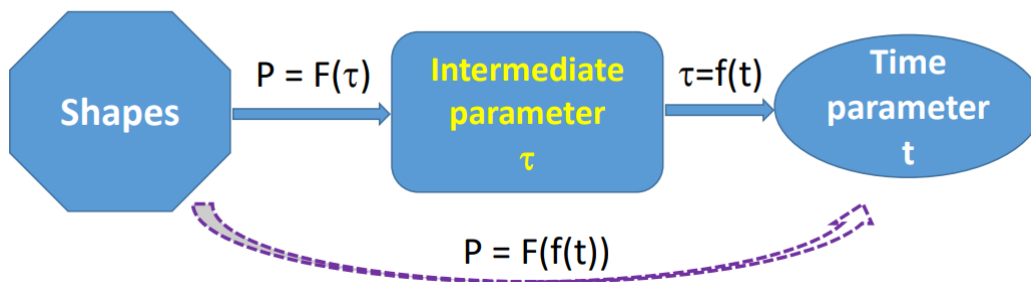 Shapes
P = F(τ)
Intermediate
parameter
τ
τ=f(t)
Time
parameter
t
P = F(f(t))